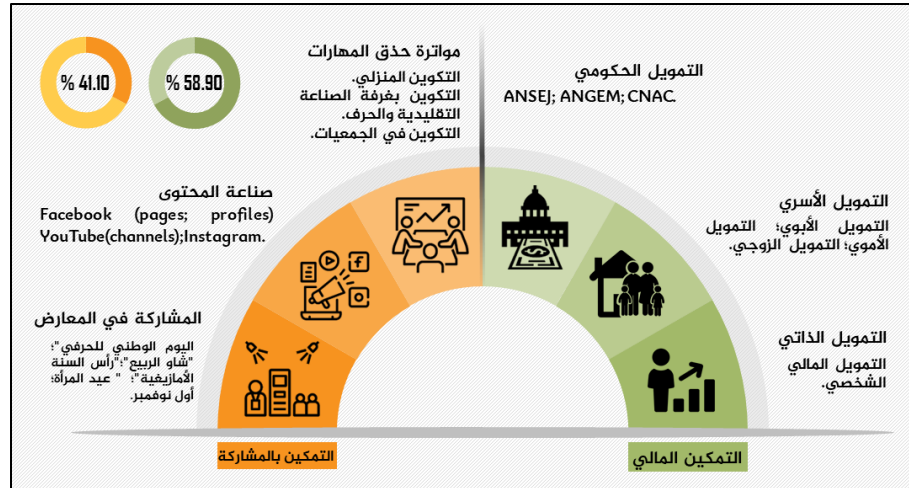 % 41.10
% 58.90
مواترة حذق المهارات
التكوين المنزلي.
التكوين بغرفة الصناعة
التقليدية والحرف.
التكوين في الجمعيات.
التمويل الحكومي
ANSEJ; ANGEM; CNAC.
صناعة المحتوى
Facebook (pages; profiles)
YouTube(channels);Instagram.
التمويل الأسري
التمويل الأبوي؛ التمويل
الأموي؛ التمويل الزوجي.
المشاركة في المعارض
اليوم الوطني للحرفي"؛
"شاو الربيع"؛"رأس السنة
الأمازيغية"؛ " عيد المرأة؛
أول نوفمبر.
التمويل الذاتي
التمويل المالي
الشخصي.
التمكين بالمشاركة
التمكين المالي